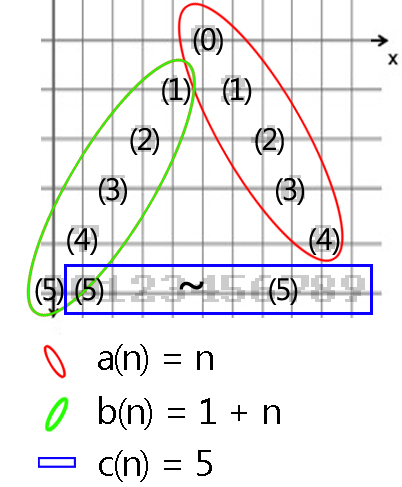 (0)
x
(1) (1)
(2) (2)
(3) (3)
(4) (4)
(5) (5) ~ (5)
a(n) = n
b(n) = 1 + n
c(n) = 5